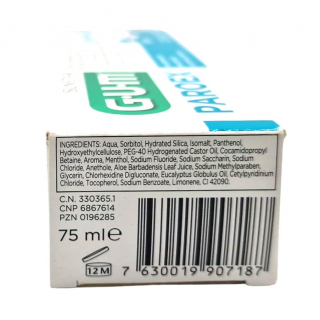 SUNSTAR
GUM
PAROEX
INGREDIENTS: Aqua, Sorbitol, Hydrated Silica, Isomalt, Panthenol,
Hydroxyethylcellulose, PEG-40 Hydrogenated Castor Oil, Cocamidopropyl
Betaine, Aroma, Menthol, Sodium Fluoride, Sodium Saccharin, Sodium
Chloride, Anethole, Aloe Barbadensis Leaf Juice, Sodium Methylparaben,
Glycerin, Chlorhexidine Digluconate, Eucalyptus Globulus Oil, Cetylpyridinium
Chloride, Tocopherol, Sodium Benzoate, Limonene, CI 42090.
C.N. 330365.1
CNP 6867614
PZN 0196285
75 ml e
12 M
7 630019 907187